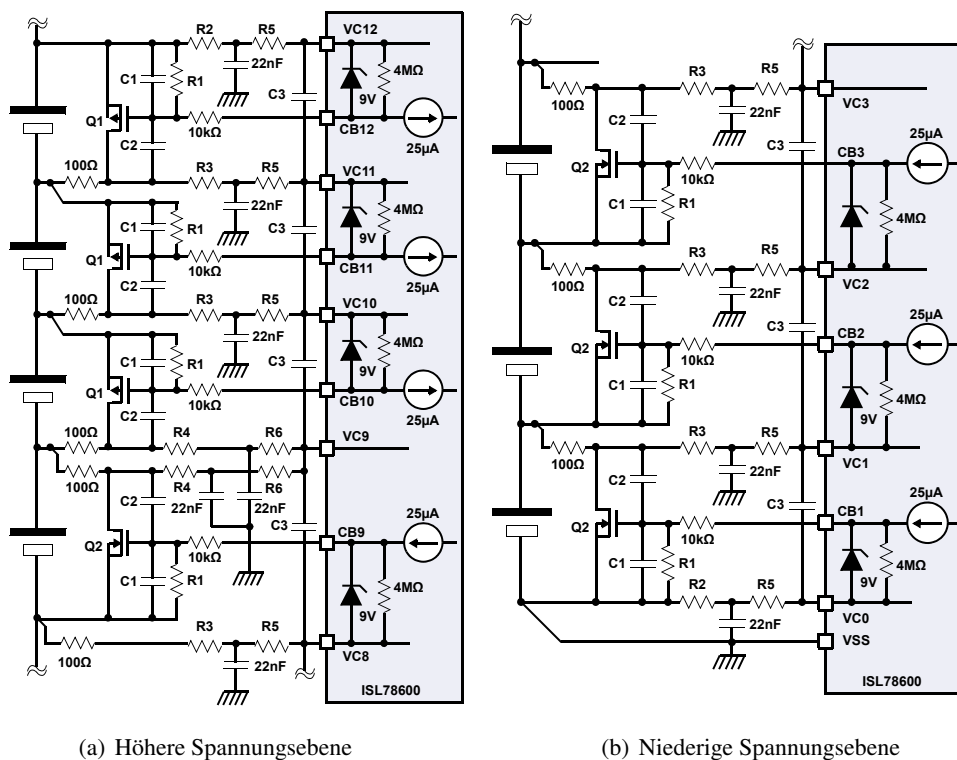 R2
R5
VC12
C1
R1
22nF
4MΩ
C3
9V
Q1
10kΩ
CB12
C2
25µA
100Ω
R3
R5
VC11
C1
R1
22nF
4MΩ
C3
9V
Q1
10kΩ
CB11
C2
25µA
100Ω
R3
R5
VC10
C1
R1
22nF
4MΩ
C3
9V
Q1
10kΩ
CB10
C2
25µA
100Ω
R4
R6
VC9
100Ω
R4
R6
C2
22nF
22nF
C3
25µA
CB9
Q2
10kΩ
C1
R1
4MΩ
9V
R3
R5
100Ω
22nF
VC8
ISL78600
(a) Höhere Spannungsebene
R3
R5
100Ω
VC3
C2
22nF
C3
25µA
CB3
Q2
10kΩ
C1
R1
4MΩ
9V
R3
R5
100Ω
VC2
C2
22nF
C3
25µA
CB2
Q2
10kΩ
C1
R1
4MΩ
9V
R3
R5
100Ω
VC1
C2
22nF
C3
25µA
CB1
Q2
10kΩ
C1
R1
4MΩ
9V
R2
R5
VC0
22nF
VSS
ISL78600
(b) Niederige Spannungsebene